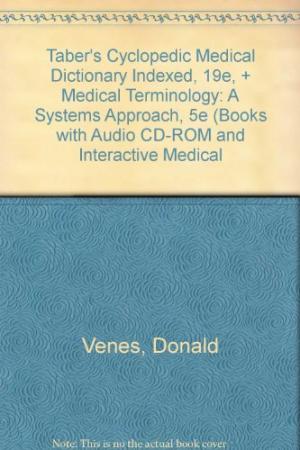 Taber's Cyclopedic Medical
Dictionary Indexed, 19e, +
Medical Terminology: A
Systems Approach, 5e (Books
with Audio CD-ROM and
Interactive Medical
Venes, Donald
Note: This is no the actual book cover